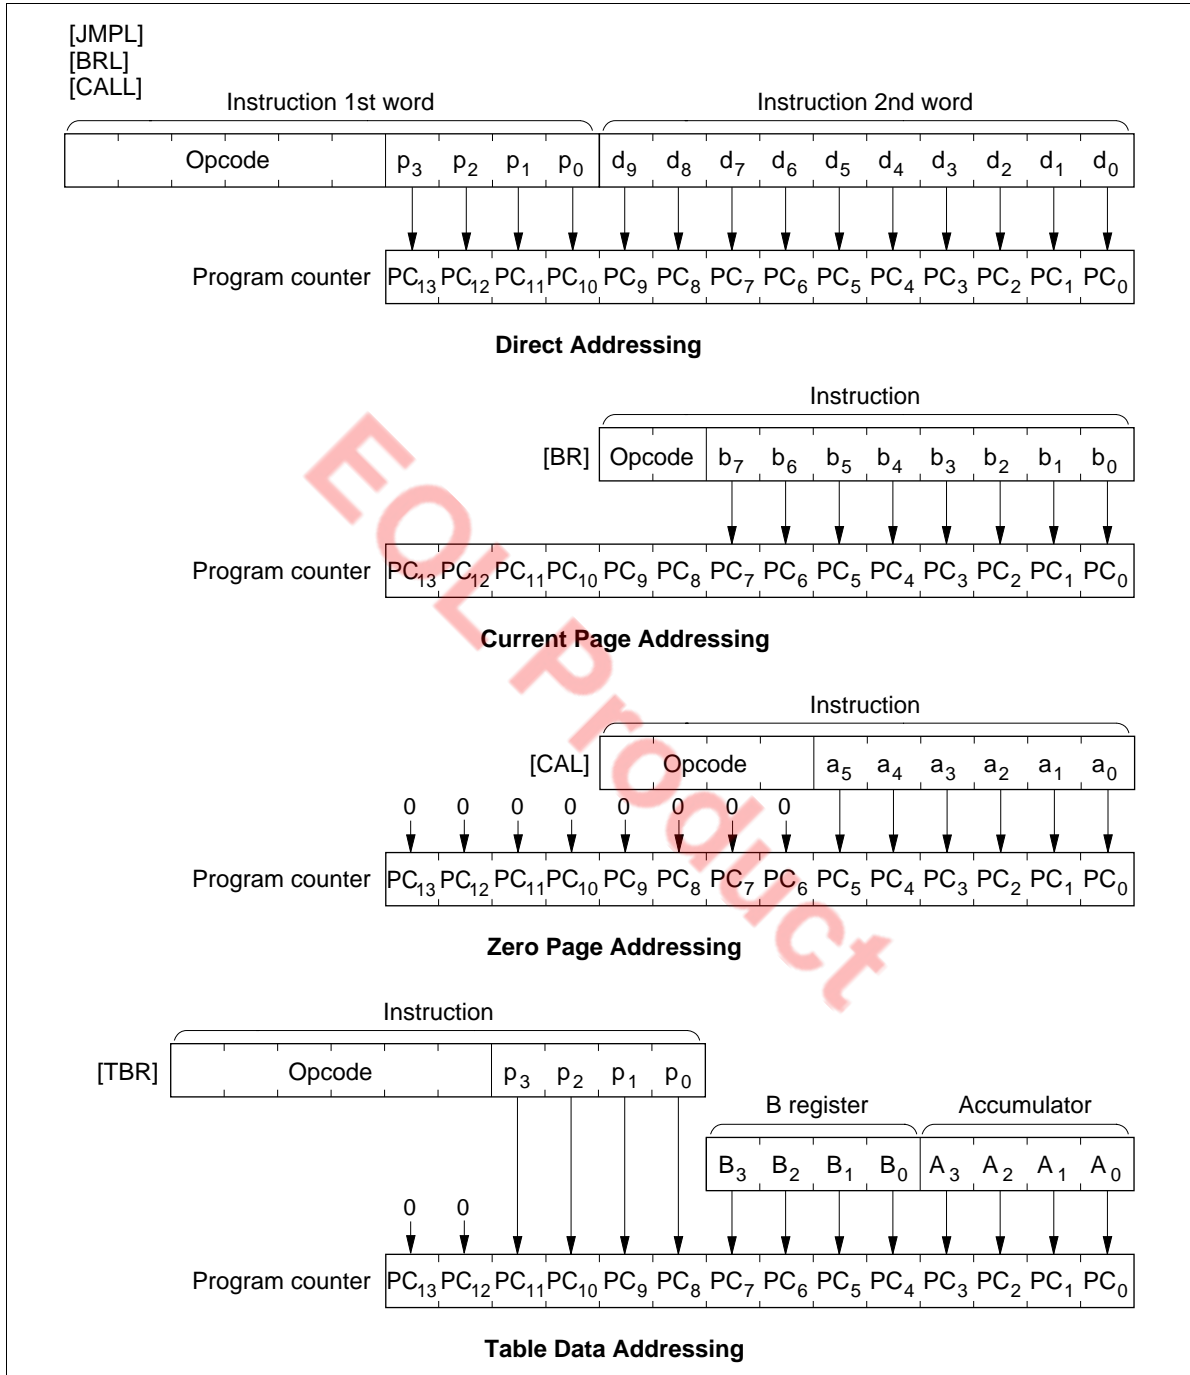 [JMPL]
[BRL]
[CALL]
Instruction 1st word Instruction 2nd word
Opcode p3 p2 p1 p0 d9 d8 d7 d6 d5 d4 d3 d2 d1 d0
Program counter PC13 PC12 PC11 PC10 PC9 PC8 PC7 PC6 PC5 PC4 PC3 PC2 PC1 PC0
Direct Addressing
Instruction
[BR] Opcode b7 b6 b5 b4 b3 b2 b1 b0
Program counter PC13 PC12 PC11 PC10 PC9 PC8 PC7 PC6 PC5 PC4 PC3 PC2 PC1 PC0
Current Page Addressing
Instruction
[CAL] Opcode a5 a4 a3 a2 a1 a0
0 0 0 0 0 0 0 0
Program counter PC13 PC12 PC11 PC10 PC9 PC8 PC7 PC6 PC5 PC4 PC3 PC2 PC1 PC0
Zero Page Addressing
Instruction
[TBR] Opcode p3 p2 p1 p0
B register Accumulator
B3 B2 B1 B0 A3 A2 A1 A0
0 0
Program counter PC13 PC12 PC11 PC10 PC9 PC8 PC7 PC6 PC5 PC4 PC3 PC2 PC1 PC0
Table Data Addressing
EOL Product